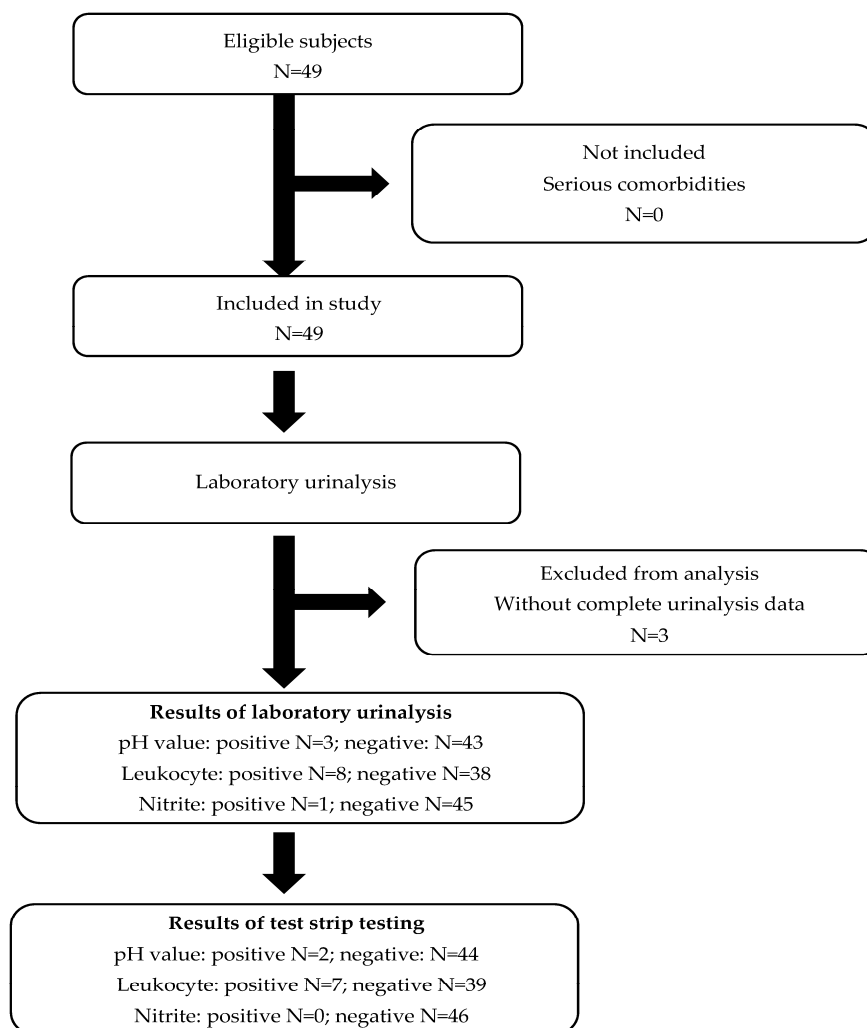 Eligible subjects
N=49
Not included
Serious comorbidities
N=0
Included in study
N=49
Laboratory urinalysis
Excluded from analysis
Without complete urinalysis data
N=3
Results of laboratory urinalysis
pH value: positive N=3; negative: N=43
Leukocyte: positive N=8; negative N=38
Nitrite: positive N=1; negative N=45
Results of test strip testing
pH value: positive N=2; negative: N=44
Leukocyte: positive N=7; negative N=39
Nitrite: positive N=0; negative N=46